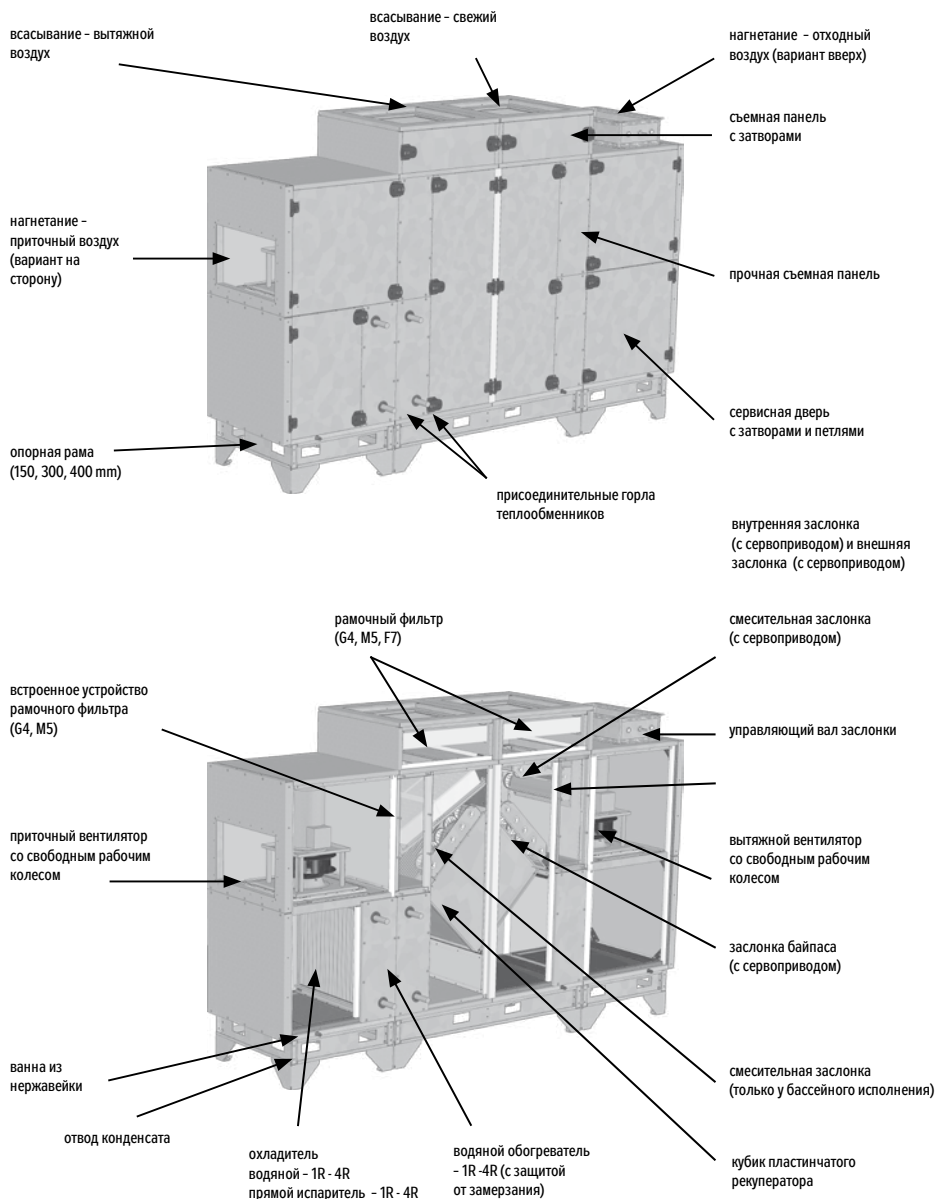 всасывание – вытяжной
воздух
всасывание – свежий
воздух
нагнетание – отходный
воздух (вариант вверх)
съемная панель
с затворами
нагнетание –
приточный воздух
(вариант на
сторону)
прочная съемная панель
сервисная дверь
с затворами и петлями
опорная рама
(150, 300, 400 mm)
присоединительные горла
теплообменников
внутренняя заслонка
(с сервоприводом) и внешняя
заслонка (с сервоприводом)
рамочный фильтр
(G4, M5, F7)
смесительная заслонка
(с сервоприводом)
встроенное устройство
рамочного фильтра
(G4, M5)
управляющий вал заслонки
приточный вентилятор
со свободным рабочим
колесом
вытяжной вентилятор
со свободным рабочим
колесом
заслонка байпаса
(с сервоприводом)
ванна из
нержавейки
смесительная заслонка
(только у бассейного исполнения)
отвод конденсата
охладитель
водяной – 1R - 4R
прямой испаритель – 1R - 4R
водяной обогреватель
– 1R -4R (с защитой
от замерзания)
кубик пластинчатого
рекуператора